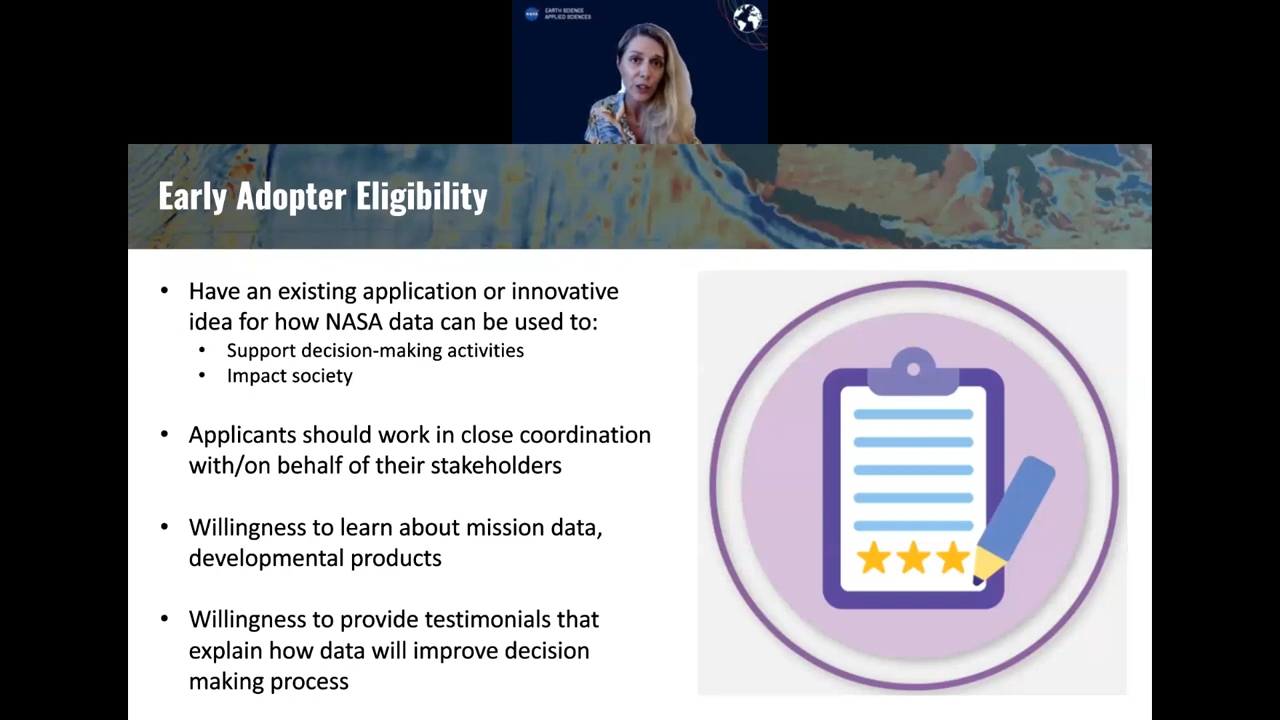 NASA
EARTH SCIENCE
APPLIED SCIENCES
Early Adopter Eligibility
• Have an existing application or innovative
idea for how NASA data can be used to:
• Support decision-making activities
• Impact society
• Applicants should work in close coordination
with/on behalf of their stakeholders
• Willingness to learn about mission data,
developmental products
• Willingness to provide testimonials that
explain how data will improve decision
making process